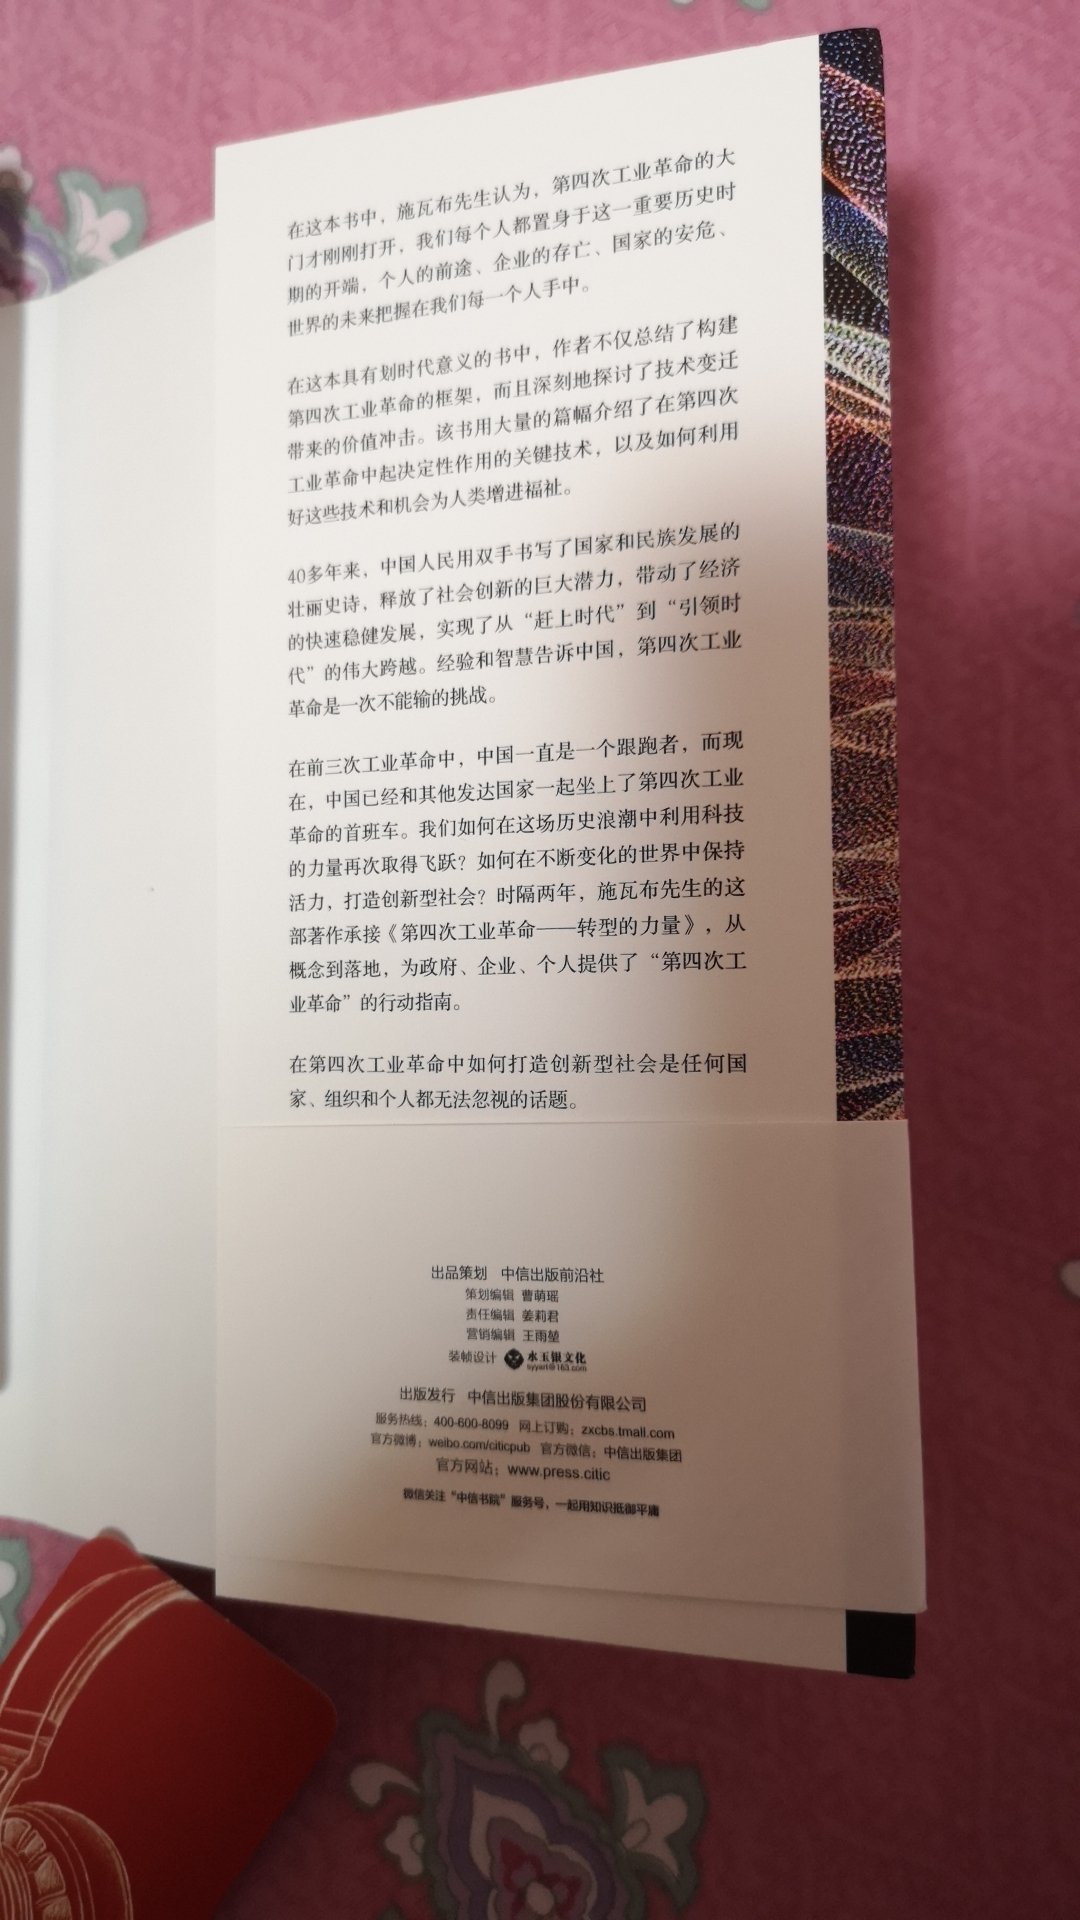 在这本书中，施瓦布先生认为，第四次工业革命的大
门才刚刚打开，我们每个人都置身于这一重要历史时
期的开端，个人的前途、企业的存亡、国家的安危、
世界的未来把握在我们每一个人手中。
在这本具有划时代意义的书中，作者不仅总结了构建
第四次工业革命的框架，而且深刻地探讨了技术变迁
带来的价值冲击。该书用大量的篇幅介绍了在第四次
工业革命中起决定性作用的关键技术，以及如何利用
好这些技术和机会为人类增进福祉。
40多年来，中国人民用双手书写了国家和民族发展的
壮丽史诗，释放了社会创新的巨大潜力，带动了经济
的快速稳健发展，实现了从“赶上时代”到“引领时
代”的伟大跨越。经验和智慧告诉中国，第四次工业
革命是一次不能输的挑战。
在前三次工业革命中，中国一直是一个跟跑者，而现
在，中国已经和其他发达国家一起坐上了第四次工业
革命的首班车。我们如何在这场历史浪潮中利用科技
的力量再次取得飞跃？如何在不断变化的世界中保持
活力，打造创新型社会？时隔两年，施瓦布先生的这
部著作承接《第四次工业革命——转型的力量》，从
概念到落地，为政府、企业、个人提供了“第四次工
业革命”的行动指南。
在第四次工业革命中如何打造创新型社会是任何国
家、组织和个人都无法忽视的话题。
出品策划 中信出版前沿社
策划编辑 曹萌瑶
责任编辑 姜莉君
营销编辑 王雨堃
装帧设计 水玉银文化
syyart@163.com
出版发行 中信出版集团股份有限公司
服务热线：400-600-8099 网上订购：zxcbs.tmall.com
官方微博：weibo.com/citicpub 官方微信：中信出版集团
官方网站：www.press.citic
微信关注“中信书院”服务号，一起用知识抵御平庸